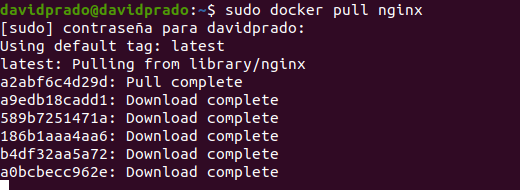 davidprado@davidprado:~$ sudo docker pull nginx
[sudo] contraseña para davidprado:
Using default tag: latest
latest: Pulling from library/nginx
a2abf6c4d29d: Pull complete
a9edb18cadd1: Download complete
589b7251471a: Download complete
186b1aaa4aa6: Download complete
b4df32aa5a72: Download complete
a0bcbecc962e: Download complete